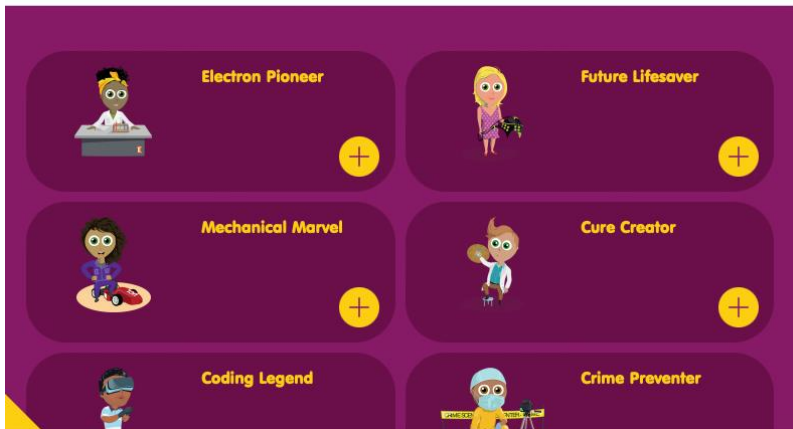 Electron Pioneer
Future Lifesaver
Mechanical Marvel
Cure Creator
Coding Legend
Crime Preventer